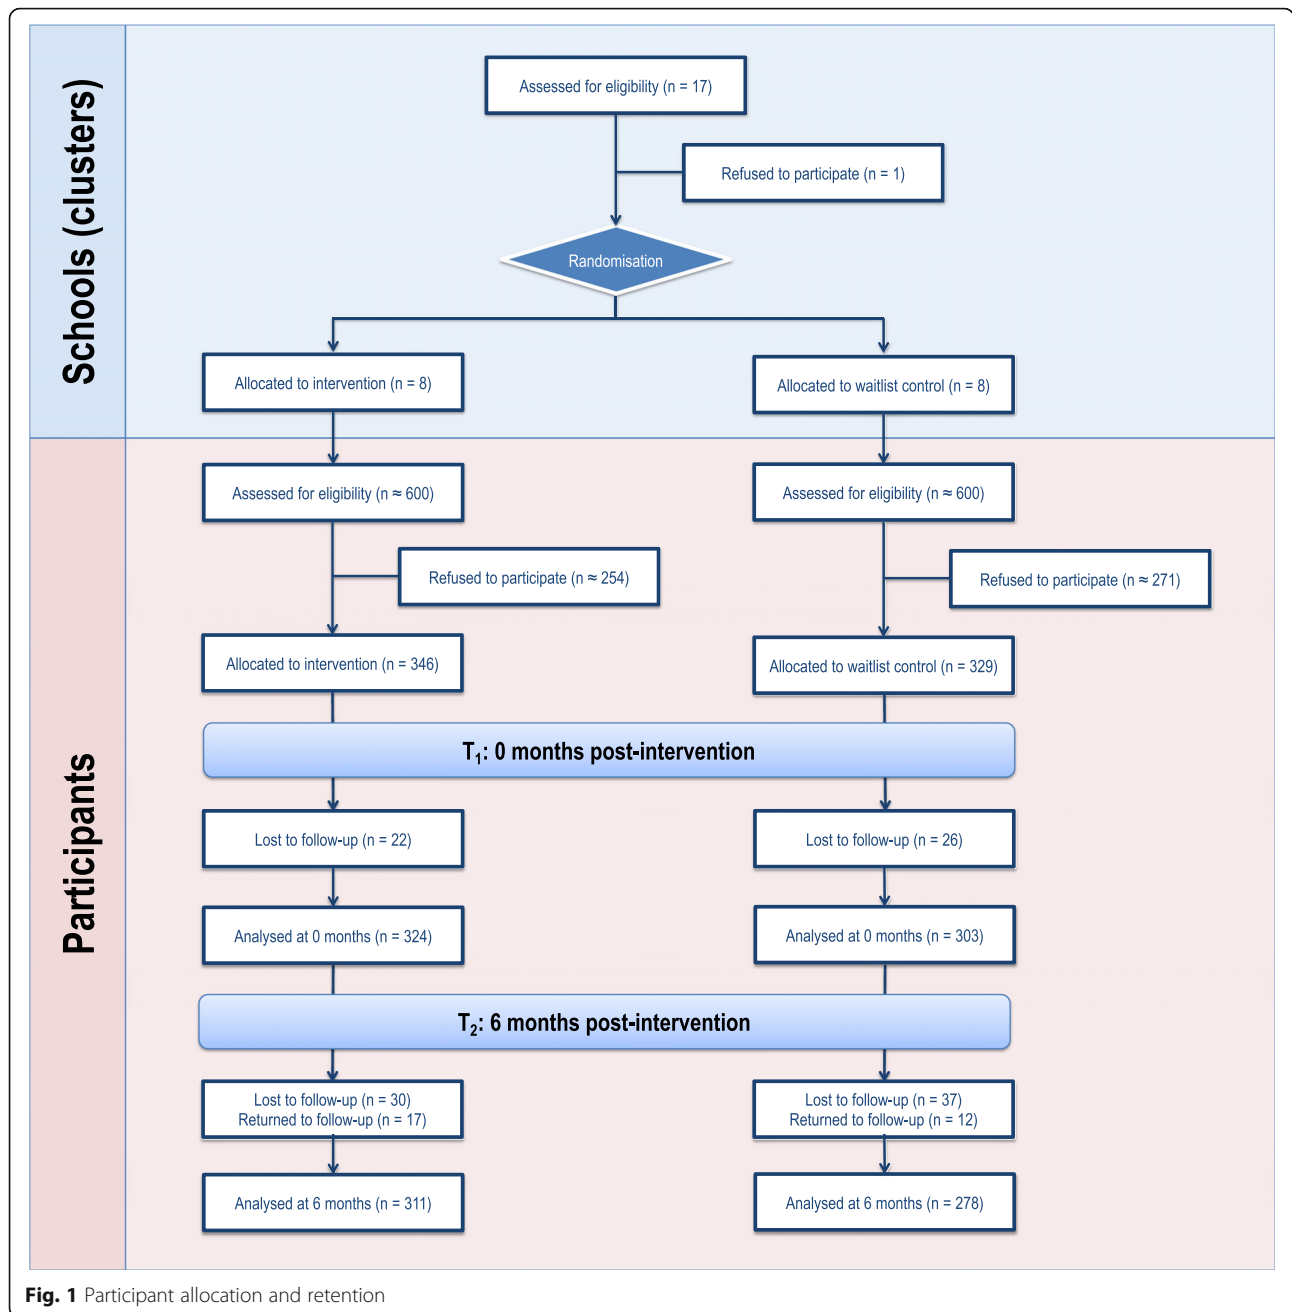 Schools (clusters)
Assessed for eligibility (n = 17)
Refused to participate (n = 1)
Randomisation
Allocated to intervention (n = 8)
Allocated to waitlist control (n = 8)
Participants
Assessed for eligibility (n ≈ 600)
Assessed for eligibility (n ≈ 600)
Refused to participate (n ≈ 254)
Refused to participate (n ≈ 271)
Allocated to intervention (n = 346)
Allocated to waitlist control (n = 329)
T₁: 0 months post-intervention
Lost to follow-up (n = 22)
Lost to follow-up (n = 26)
Analysed at 0 months (n = 324)
Analysed at 0 months (n = 303)
T₂: 6 months post-intervention
Lost to follow-up (n = 30)
Returned to follow-up (n = 17)
Lost to follow-up (n = 37)
Returned to follow-up (n = 12)
Analysed at 6 months (n = 311)
Analysed at 6 months (n = 278)
Fig. 1 Participant allocation and retention